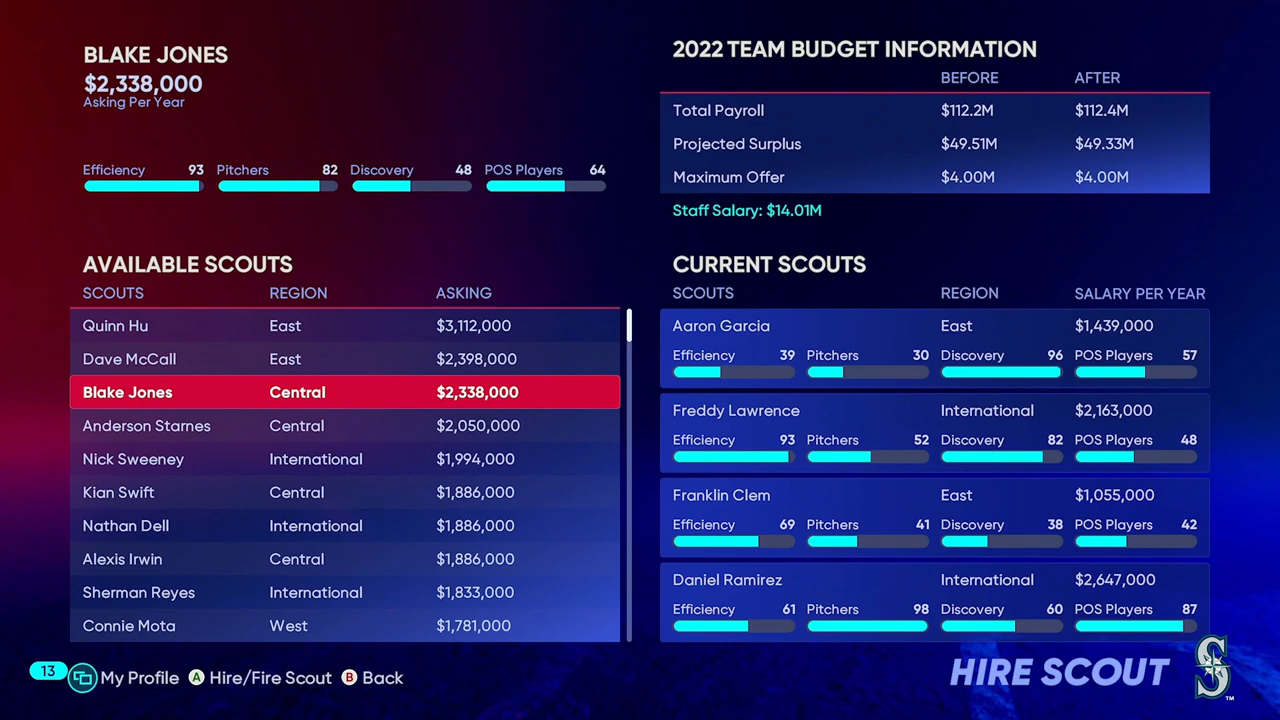 BLAKE JONES
$2,338,000
Asking Per Year
Efficiency 93 Pitchers 82 Discovery 48 POS Players 64
2022 TEAM BUDGET INFORMATION
BEFORE AFTER
Total Payroll $112.2M $112.4M
Projected Surplus $49.51M $49.33M
Maximum Offer $4.00M $4.00M
Staff Salary: $14.01M
AVAILABLE SCOUTS
SCOUTS REGION ASKING
Quinn Hu East $3,112,000
Dave McCall East $2,398,000
Blake Jones Central $2,338,000
Anderson Starnes Central $2,050,000
Nick Sweeney International $1,994,000
Kian Swift Central $1,886,000
Nathan Dell International $1,886,000
Alexis Irwin Central $1,886,000
Sherman Reyes International $1,833,000
Connie Mota West $1,781,000
CURRENT SCOUTS
SCOUTS REGION SALARY PER YEAR
Aaron Garcia East $1,439,000
Efficiency 39 Pitchers 30 Discovery 96 POS Players 57
Freddy Lawrence International $2,163,000
Efficiency 93 Pitchers 52 Discovery 82 POS Players 48
Franklin Clem East $1,055,000
Efficiency 69 Pitchers 41 Discovery 38 POS Players 42
Daniel Ramirez International $2,647,000
Efficiency 61 Pitchers 98 Discovery 60 POS Players 87
13 My Profile A Hire/Fire Scout B Back
HIRE SCOUT S TM